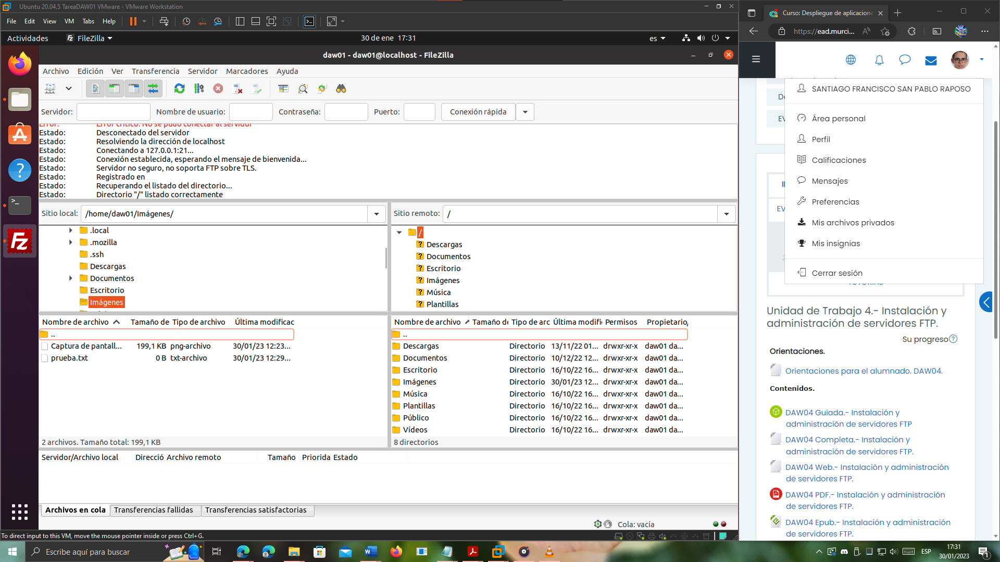 Ubuntu 20.04.5 TareaDAW01 VMware - VMware Workstation
File Edit View VM Tabs Help
Actividades
FileZilla
30 de ene 17:31
es
daw01 - daw01@localhost - FileZilla
Archivo Edición Ver Transferencia Servidor Marcadores Ayuda
Servidor: Nombre de usuario: Contraseña: Puerto: Conexión rápida
Error: Error crítico: No se pudo conectar al servidor
Estado: Desconectado del servidor
Estado: Resolviendo la dirección de localhost
Estado: Conectando a 127.0.0.1:21...
Estado: Conexión establecida, esperando el mensaje de bienvenida...
Estado: Servidor no seguro, no soporta FTP sobre TLS.
Estado: Registrado en
Estado: Recuperando el listado del directorio...
Estado: Directorio "/" listado correctamente
Sitio local: /home/daw01/Imágenes/
.local
.mozilla
.ssh
Descargas
Documentos
Escritorio
Imágenes
Sitio remoto: /
/
Descargas
Documentos
Escritorio
Imágenes
Música
Plantillas
Nombre de archivo Tamaño de Tipo de archivo Última modificac
..
Captura de pantall... 199,1 KB png-archivo 30/01/23 12:23...
prueba.txt 0 B txt-archivo 30/01/23 12:29...
2 archivos. Tamaño total: 199,1 KB
Nombre de archivo Tamaño de Tipo de arc Última modifi Permisos Propietario/
..
Descargas Directorio 13/11/22 01... drwxr-xr-x daw01 da...
Documentos Directorio 10/12/22 12... drwxr-xr-x daw01 da...
Escritorio Directorio 16/10/22 16... drwxr-xr-x daw01 da...
Imágenes Directorio 30/01/23 12... drwxr-xr-x daw01 da...
Música Directorio 16/10/22 16... drwxr-xr-x daw01 da...
Plantillas Directorio 16/10/22 16... drwxr-xr-x daw01 da...
Público Directorio 16/10/22 16... drwxr-xr-x daw01 da...
Vídeos Directorio 16/10/22 16... drwxr-xr-x daw01 da...
8 directorios
Servidor/Archivo local Direcció Archivo remoto Tamaño Priorida Estado
Archivos en cola Transferencias fallidas Transferencias satisfactorias
Cola: vacía
To direct input to this VM, move the mouse pointer inside or press Ctrl+G.
Curso: Despliegue de aplicacione
https://ead.murci...
SANTIAGO FRANCISCO SAN PABLO RAPOSO
Área personal
Perfil
Calificaciones
Mensajes
Preferencias
Mis archivos privados
Mis insignias
Cerrar sesión
TUTORÍAS
Unidad de Trabajo 4.- Instalación y
administración de servidores FTP.
Su progreso
Orientaciones.
Orientaciones para el alumnado. DAW04.
Contenidos.
DAW04 Guiada.- Instalación y
administración de servidores FTP
DAW04 Completa.- Instalación y
administración de servidores FTP.
DAW04 Web.- Instalación y administración
de servidores FTP.
DAW04 PDF.- Instalación y administración
de servidores FTP.
DAW04 Epub.- Instalación y administración
de servidores FTP.
Escribe aquí para buscar
ESP
17:31
30/01/2023
1